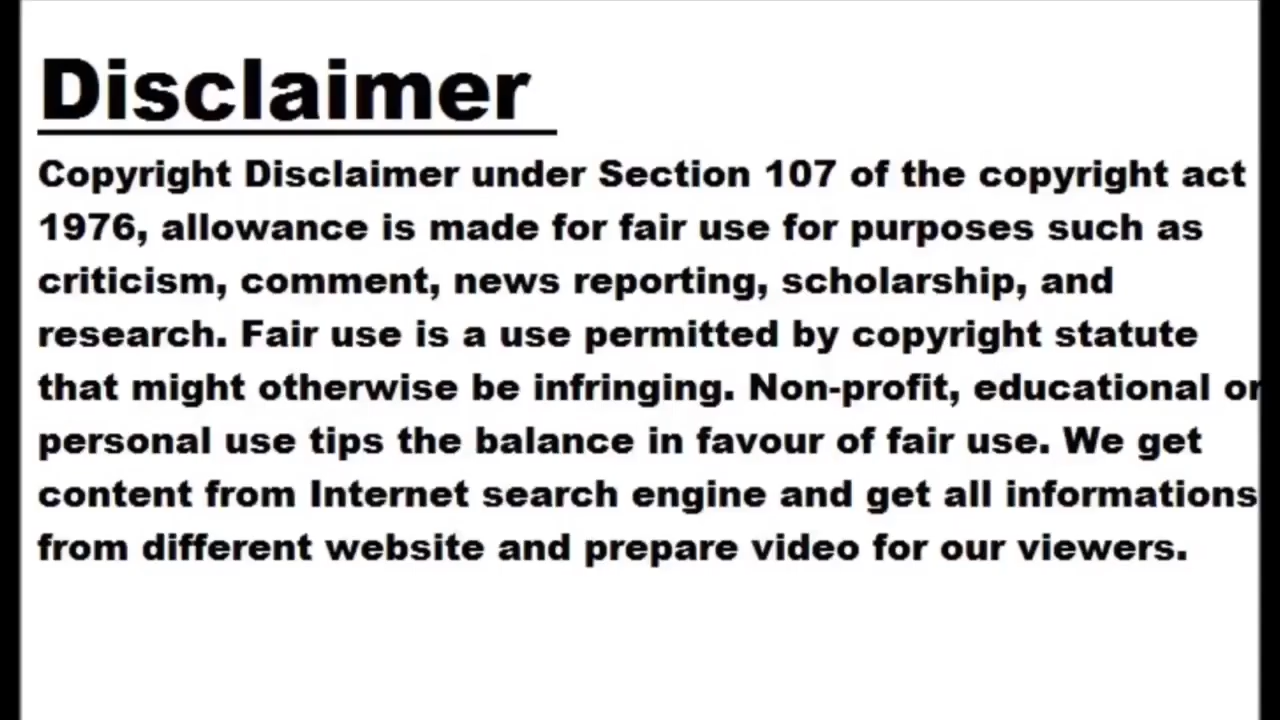 Disclaimer
Copyright Disclaimer under Section 107 of the copyright act
1976, allowance is made for fair use for purposes such as
criticism, comment, news reporting, scholarship, and
research. Fair use is a use permitted by copyright statute
that might otherwise be infringing. Non-profit, educational or
personal use tips the balance in favour of fair use. We get
content from Internet search engine and get all informations
from different website and prepare video for our viewers.